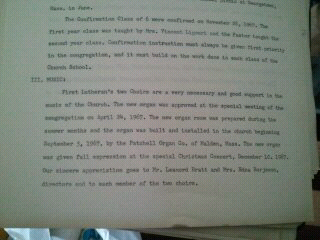 Mass. in June.
The Confirmation Class of 6 were confirmed on November 26, 1967. The
first year class was taught by Mrs. Vincent Liguori and the Pastor taught the
second year class. Confirmation instruction must always be given first priority
in the congregation, and it must build on the work done in each class of the
Church School.
III. MUSIC:
First Lutheran's two Choirs are a very necessary and good support in the
music of the Church. The new organ was approved at the special meeting of the
congregation on April 24, 1967. The new organ room was prepared during the
summer months and the organ was built and installed in the church beginning
September 3, 1967, by the Potchell Organ Co. of Malden, Mass. The new organ
was given full expression at the special Christmas Concert, December 10, 1967.
Our sincere appreciation goes to Mr. Leonard Bratt and Mrs. Edna
directors and to each member of the two choirs.